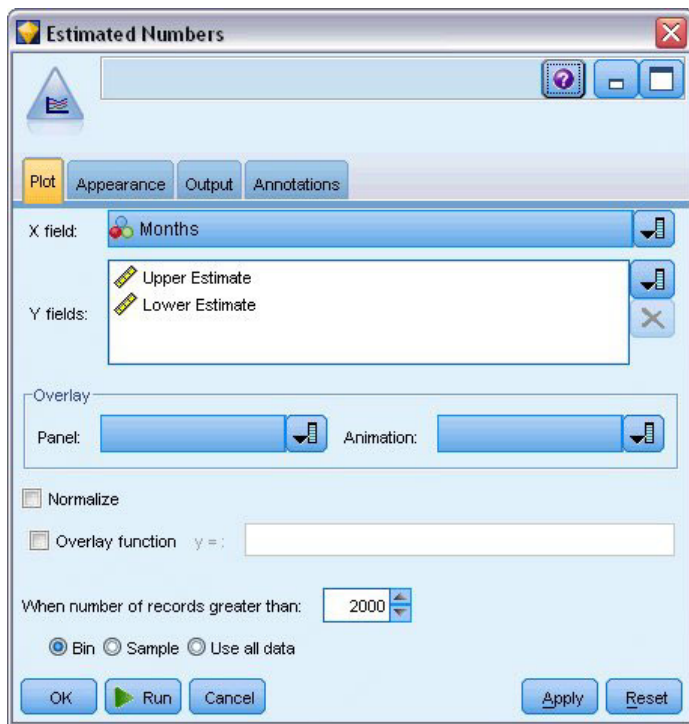 Estimated Numbers
?
Plot Appearance Output Annotations
X field: Months
Y fields:
Upper Estimate
Lower Estimate
Overlay
Panel: Animation:
Normalize
Overlay function y = :
When number of records greater than: 2000
Bin Sample Use all data
OK Run Cancel Apply Reset